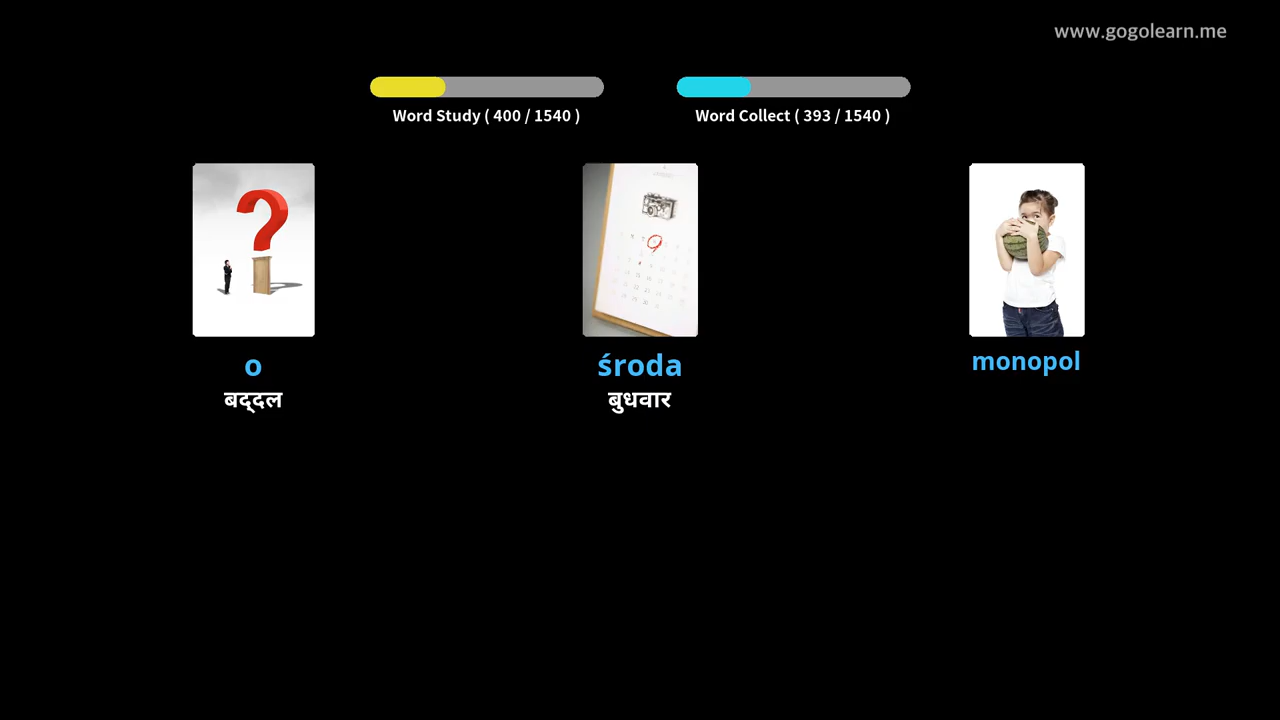 www.gogolearn.me
Word Study ( 400 / 1540 )
Word Collect ( 393 / 1540 )
o
środa
monopol
बद्दल
बुधवार